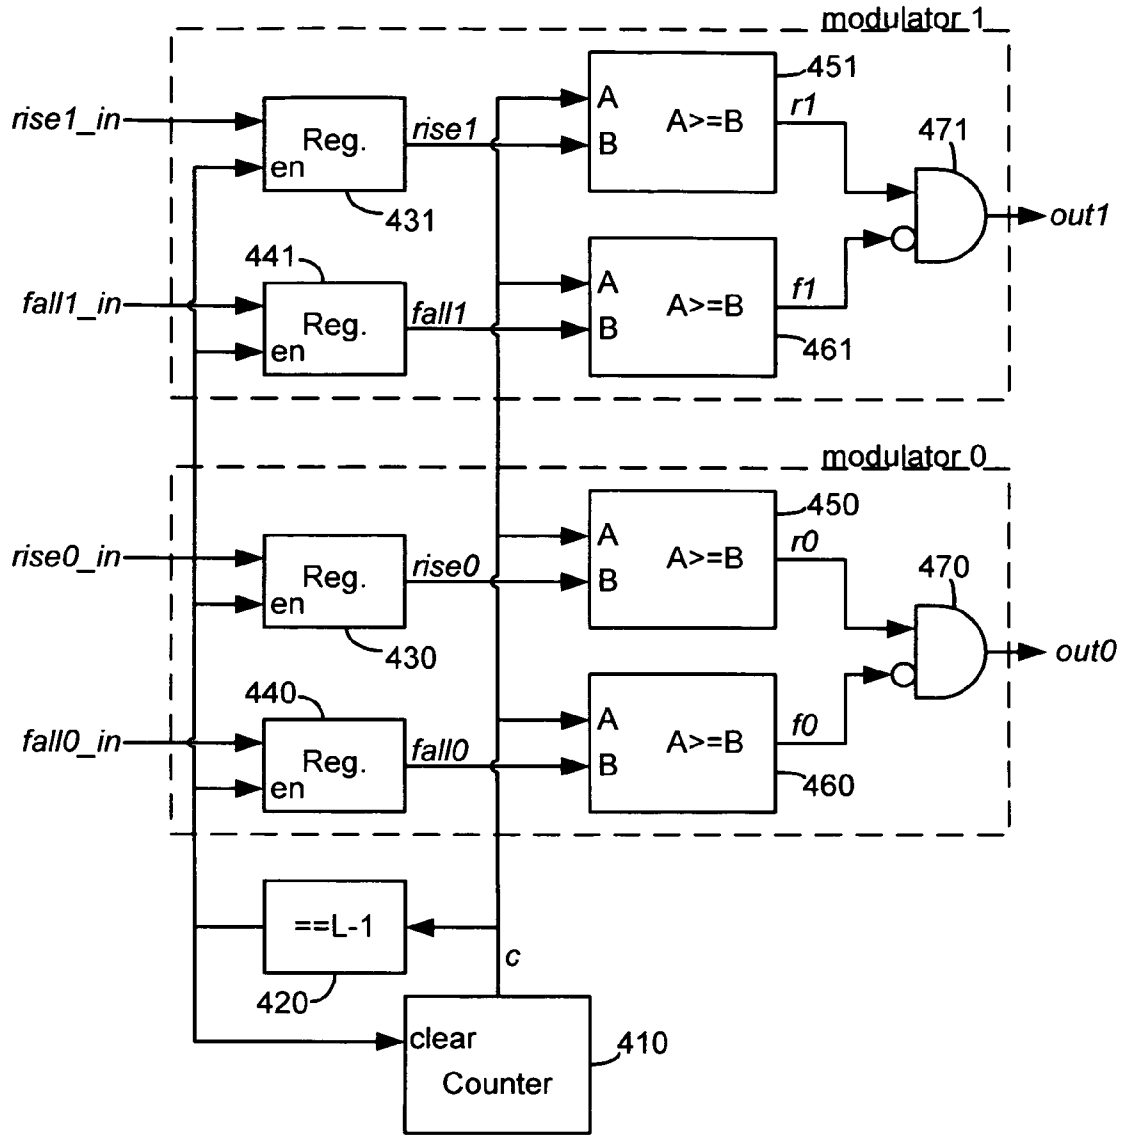 modulator 1
451
A
r1
rise1_in
rise1
A>=B
471
Reg.
B
en
431
out1
441
A
f1
fall1_in
fall1
A>=B
Reg.
B
en
461
modulator 0
450
A
r0
rise0_in
rise0
A>=B
470
Reg.
B
en
430
out0
440
A
f0
fall0_in
fall0
A>=B
Reg.
B
en
460
==L-1
c
420
clear
410
Counter